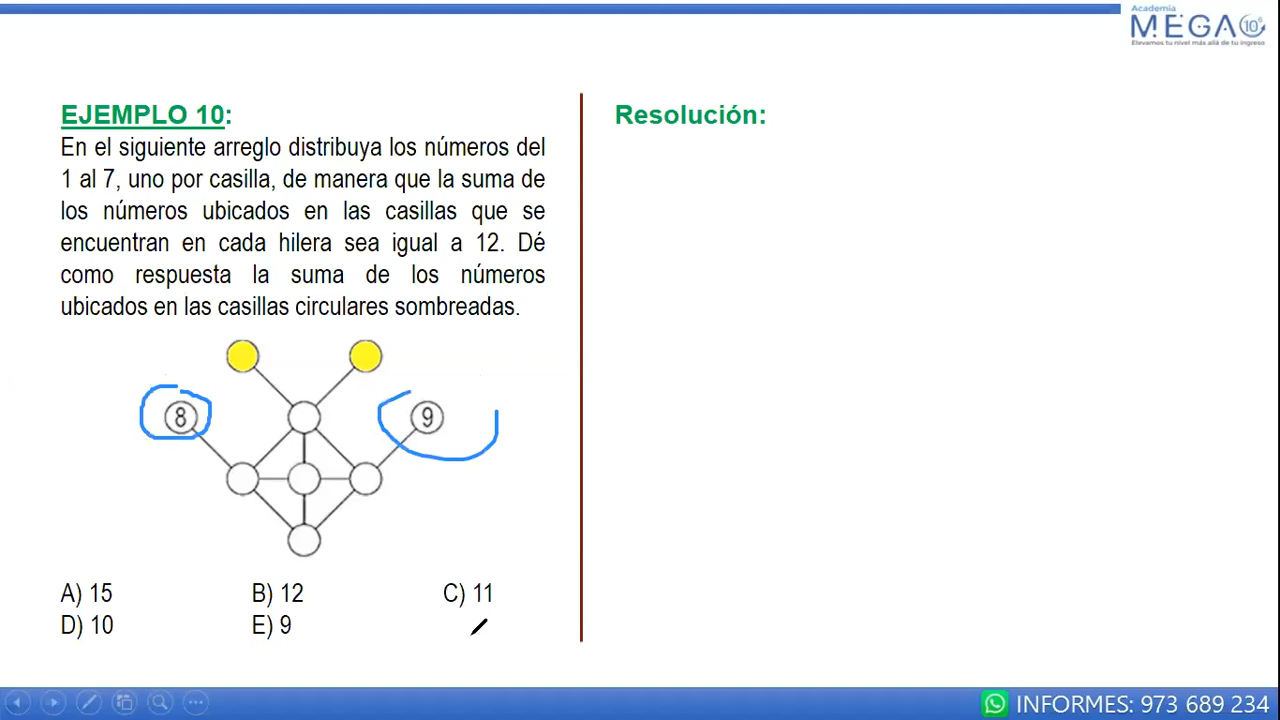 Academia
MEGA 10
Elevamos tu nivel más allá de tu ingreso
EJEMPLO 10:
En el siguiente arreglo distribuya los números del
1 al 7, uno por casilla, de manera que la suma de
los números ubicados en las casillas que se
encuentran en cada hilera sea igual a 12. Dé
como respuesta la suma de los números
ubicados en las casillas circulares sombreadas.
8
9
A) 15 B) 12 C) 11
D) 10 E) 9
Resolución:
INFORMES: 973 689 234